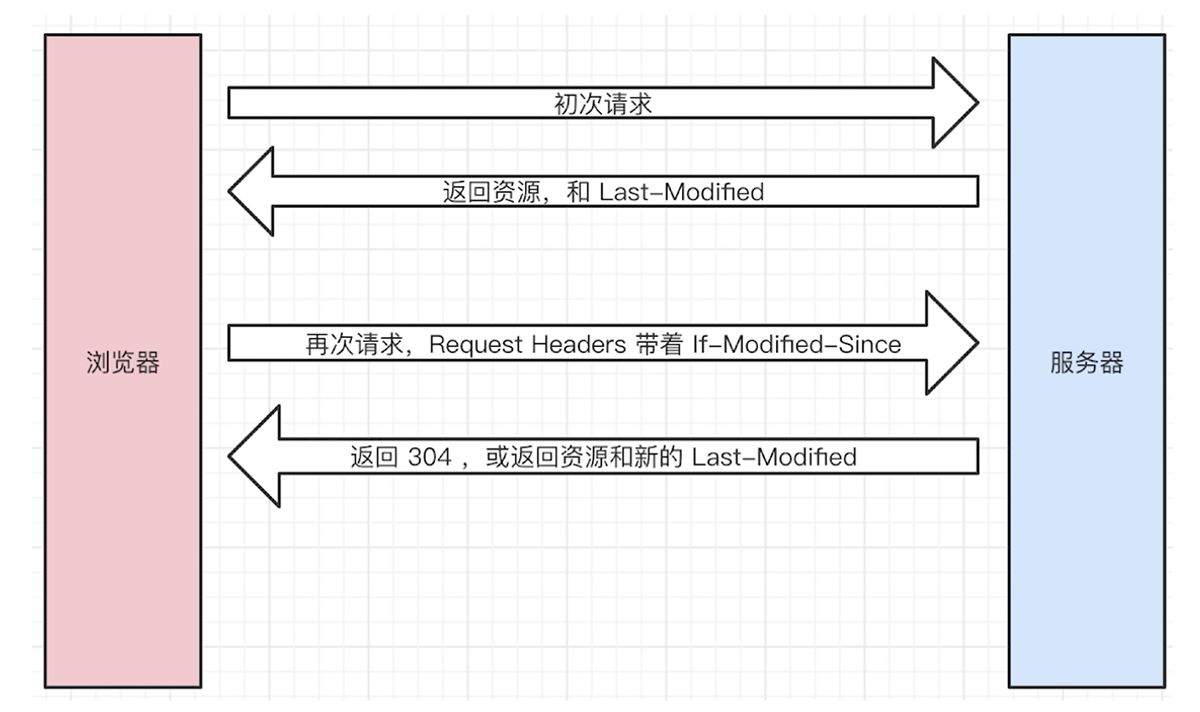 初次请求
返回资源，和 Last-Modified
浏览器
再次请求，Request Headers 带着 If-Modified-Since
服务器
返回 304 ，或返回资源和新的 Last-Modified